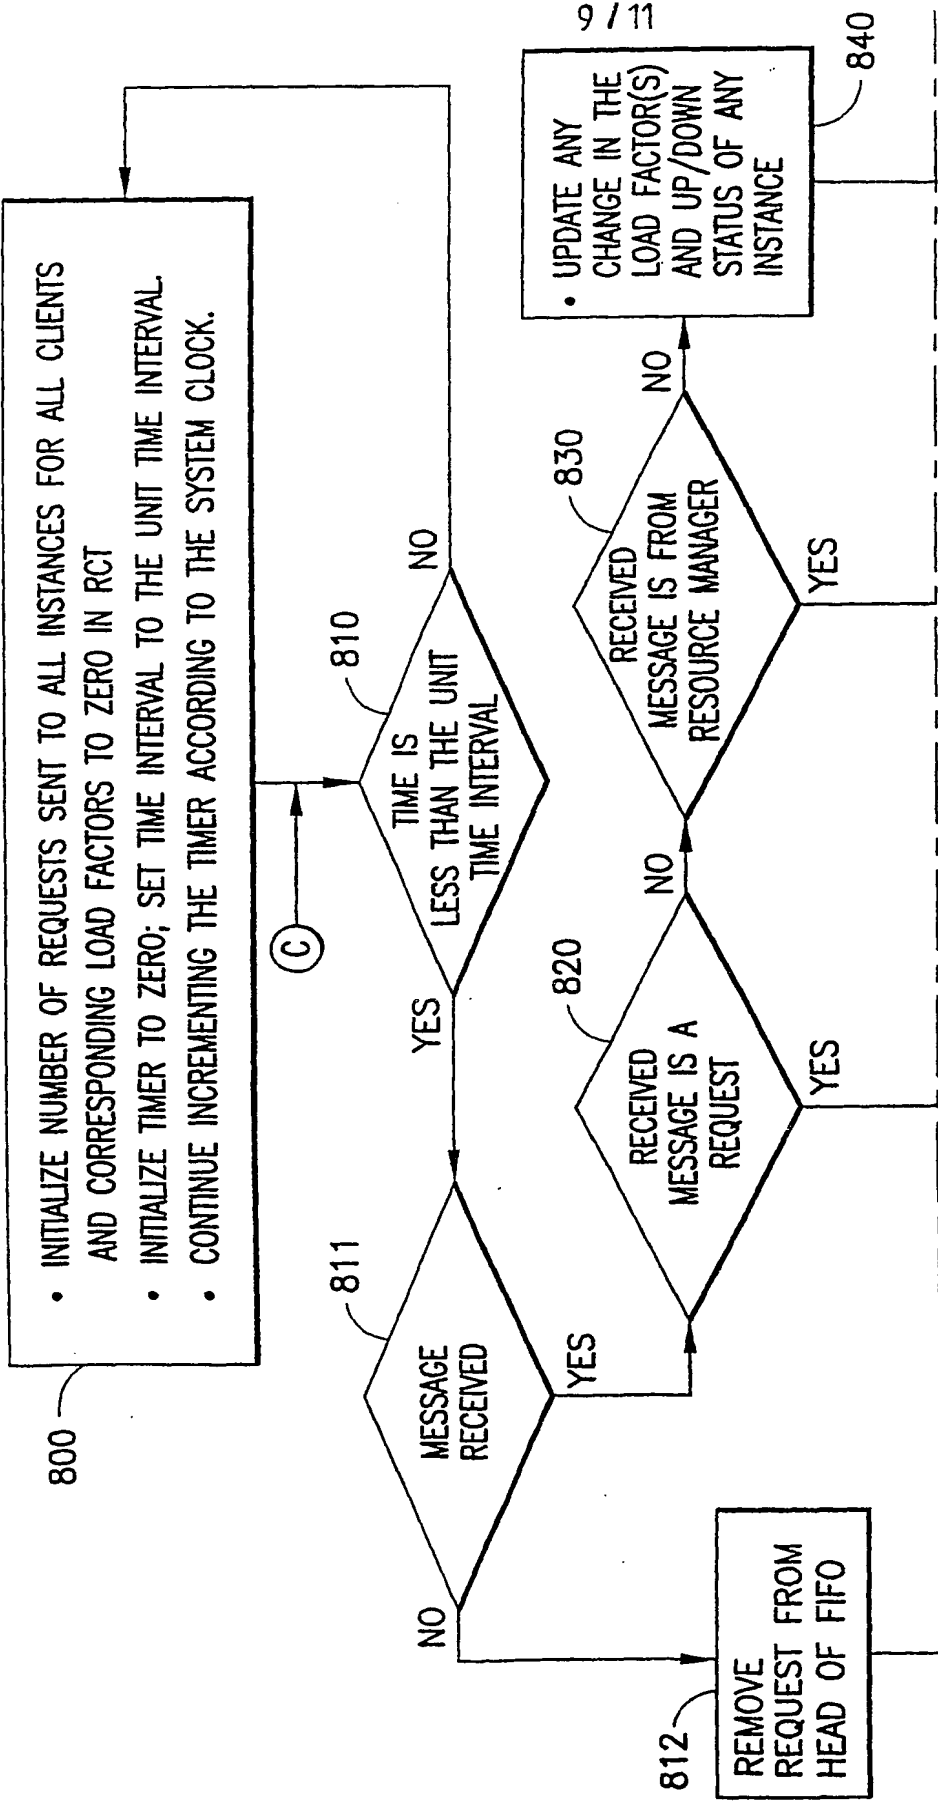 9 / 11
800
• INITIALIZE NUMBER OF REQUESTS SENT TO ALL INSTANCES FOR ALL CLIENTS
AND CORRESPONDING LOAD FACTORS TO ZERO IN RCT
• INITIALIZE TIMER TO ZERO; SET TIME INTERVAL TO THE UNIT TIME INTERVAL.
• CONTINUE INCREMENTING THE TIMER ACCORDING TO THE SYSTEM CLOCK.
C
810
TIME IS
LESS THAN THE UNIT
TIME INTERVAL
NO
YES
811
MESSAGE
RECEIVED
NO
YES
812
REMOVE
REQUEST FROM
HEAD OF FIFO
820
RECEIVED
MESSAGE IS A
REQUEST
NO
YES
830
RECEIVED
MESSAGE IS FROM
RESOURCE MANAGER
NO
YES
• UPDATE ANY
CHANGE IN THE
LOAD FACTOR(S)
AND UP/DOWN
STATUS OF ANY
INSTANCE
840